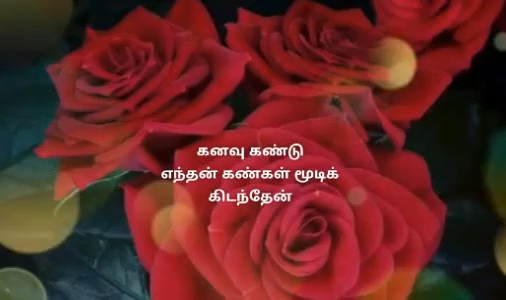 கனவு கண்டு
எந்தன் கண்கள் மூடிக்
கிடந்தேன்